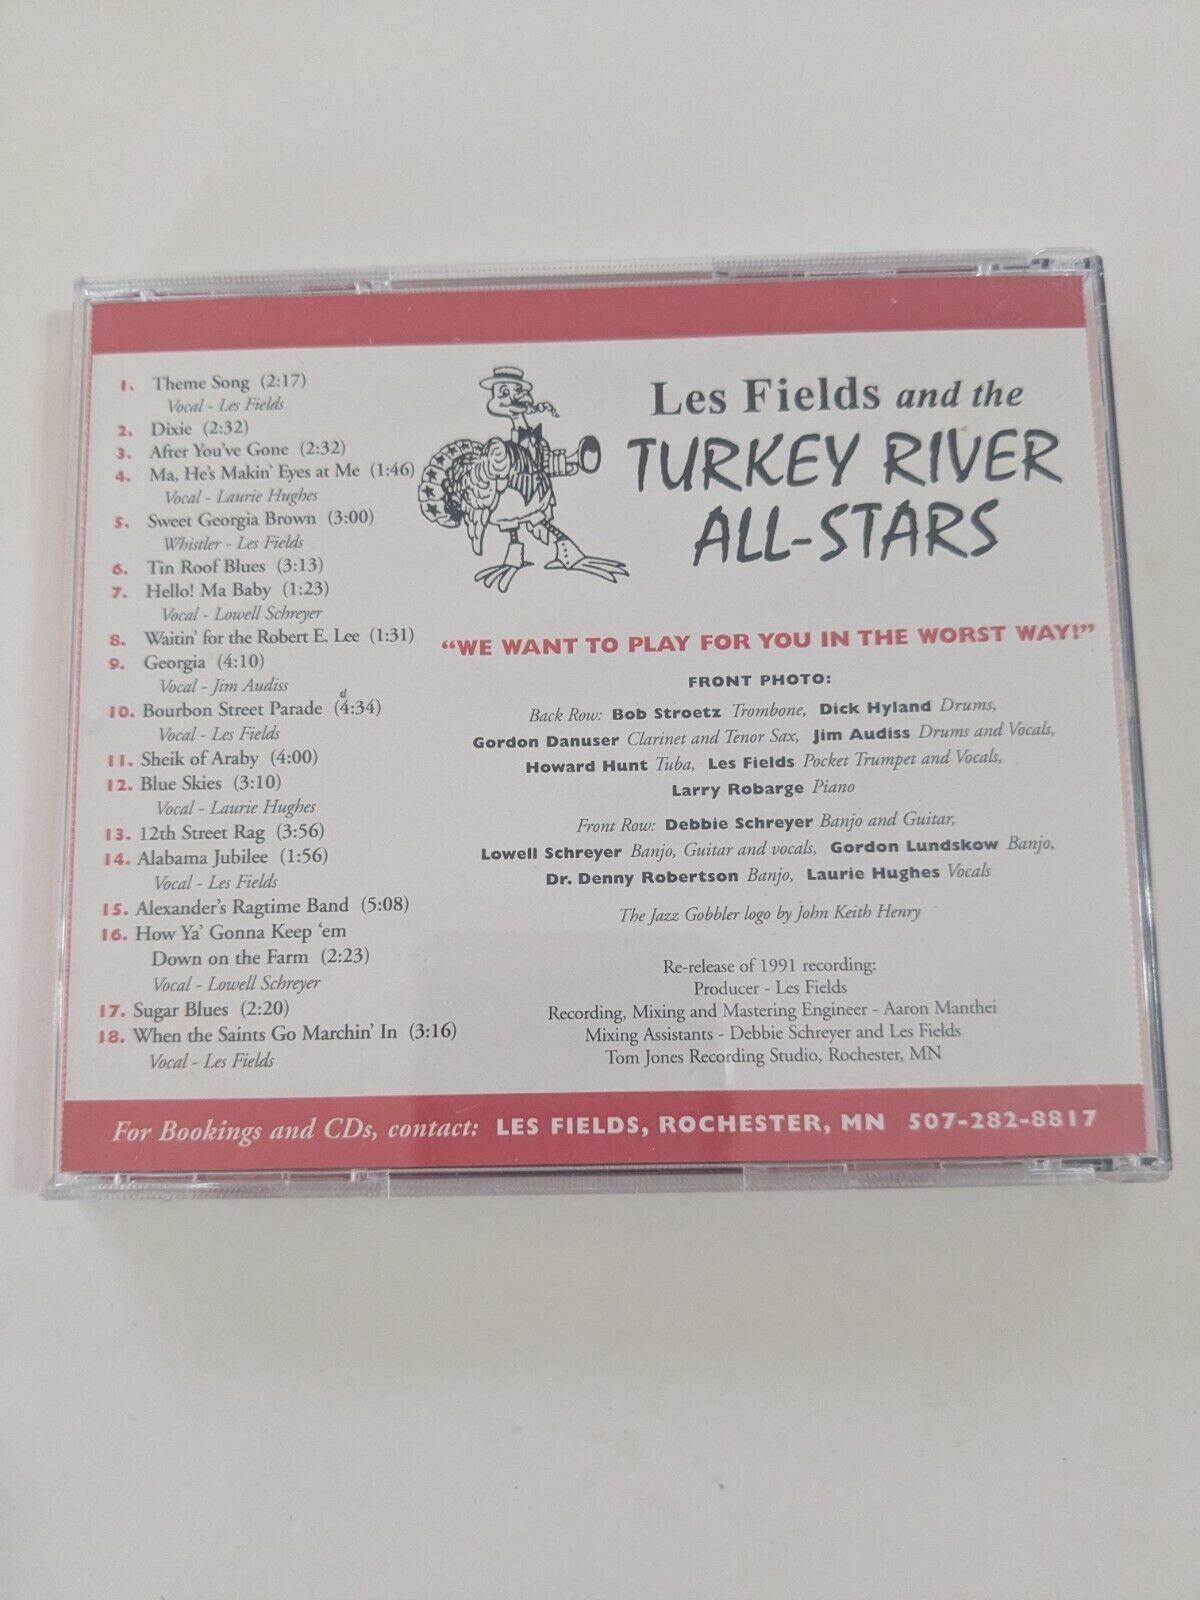 1. Theme Song (2:17)
Vocal - Les Fields
2. Dixie (2:32)
3. After You've Gone (2:32)
4. Ma, He's Makin' Eyes at Me (1:46)
Vocal - Laurie Hughes
5. Sweet Georgia Brown (3:00)
Whistler - Les Fields
6. Tin Roof Blues (3:13)
7. Hello! Ma Baby (1:23)
Vocal - Lowell Schreyer
8. Waitin' for the Robert E. Lee (1:31)
9. Georgia (4:10)
Vocal - Jim Audiss
10. Bourbon Street Parade (4:34)
Vocal - Les Fields
11. Sheik of Araby (4:00)
12. Blue Skies (3:10)
Vocal - Laurie Hughes
13. 12th Street Rag (3:56)
14. Alabama Jubilee (1:56)
Vocal - Les Fields
15. Alexander's Ragtime Band (5:08)
16. How Ya' Gonna Keep 'em
Down on the Farm (2:23)
Vocal - Lowell Schreyer
17. Sugar Blues (2:20)
18. When the Saints Go Marchin' In (3:16)
Vocal - Les Fields
Les Fields and the
TURKEY RIVER
ALL-STARS
"WE WANT TO PLAY FOR YOU IN THE WORST WAY!"
FRONT PHOTO:
Back Row: Bob Stroetz Trombone, Dick Hyland Drums,
Gordon Danuser Clarinet and Tenor Sax, Jim Audiss Drums and Vocals,
Howard Hunt Tuba, Les Fields Pocket Trumpet and Vocals,
Larry Robarge Piano
Front Row: Debbie Schreyer Banjo and Guitar,
Lowell Schreyer Banjo, Guitar and vocals, Gordon Lundskow Banjo,
Dr. Denny Robertson Banjo, Laurie Hughes Vocals
The Jazz Gobbler logo by John Keith Henry
Re-release of 1991 recording:
Producer - Les Fields
Recording, Mixing and Mastering Engineer - Aaron Manthei
Mixing Assistants - Debbie Schreyer and Les Fields
Tom Jones Recording Studio, Rochester, MN
For Bookings and CDs, contact: LES FIELDS, ROCHESTER, MN 507-282-8817